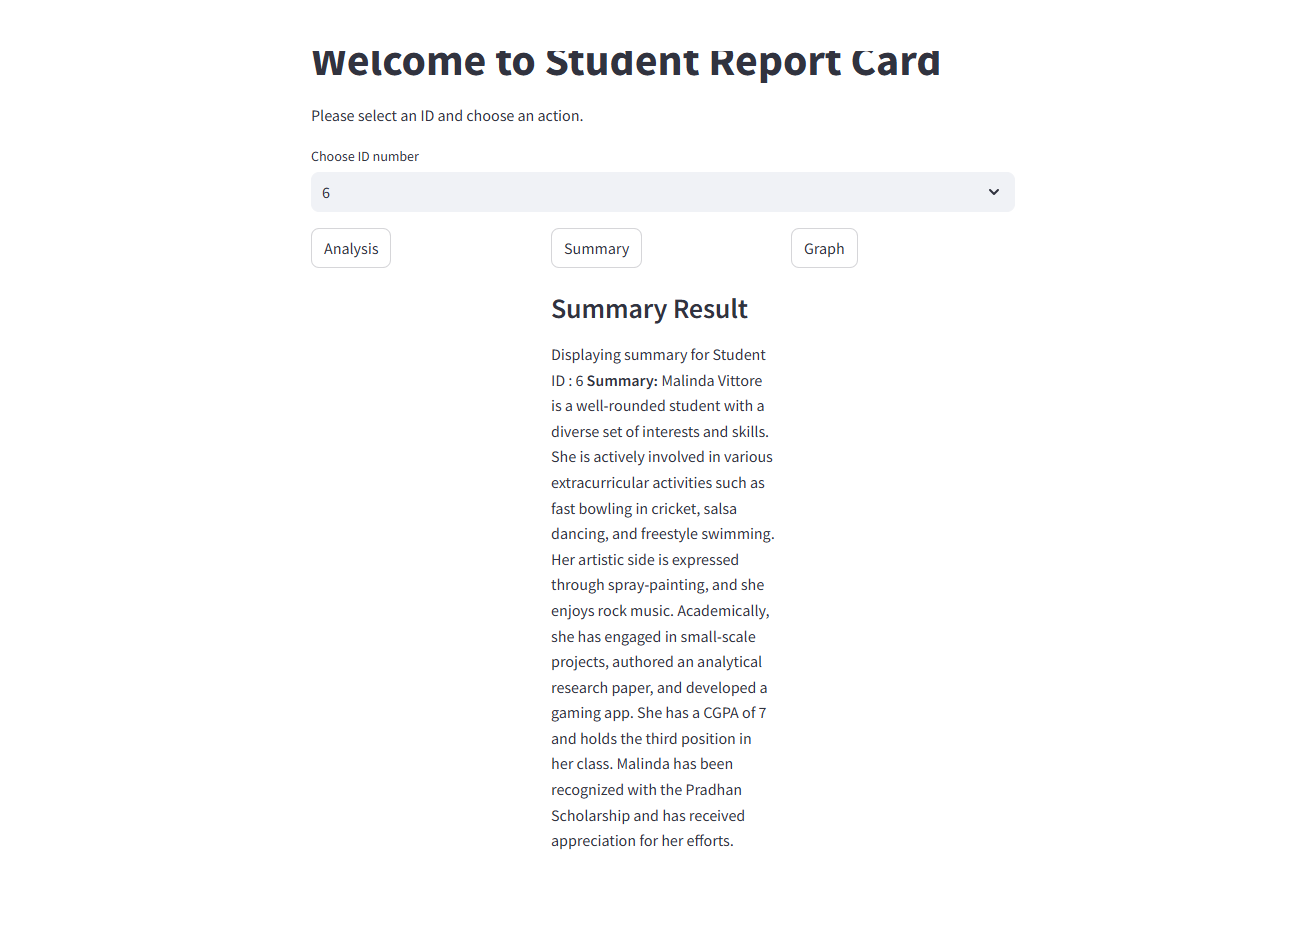 Welcome to Student Report Card
Please select an ID and choose an action.
Choose ID number
6
Analysis
Summary
Graph
Summary Result
Displaying summary for Student
ID : 6 Summary: Malinda Vittore
is a well-rounded student with a
diverse set of interests and skills.
She is actively involved in various
extracurricular activities such as
fast bowling in cricket, salsa
dancing, and freestyle swimming.
Her artistic side is expressed
through spray-painting, and she
enjoys rock music. Academically,
she has engaged in small-scale
projects, authored an analytical
research paper, and developed a
gaming app. She has a CGPA of 7
and holds the third position in
her class. Malinda has been
recognized with the Pradhan
Scholarship and has received
appreciation for her efforts.